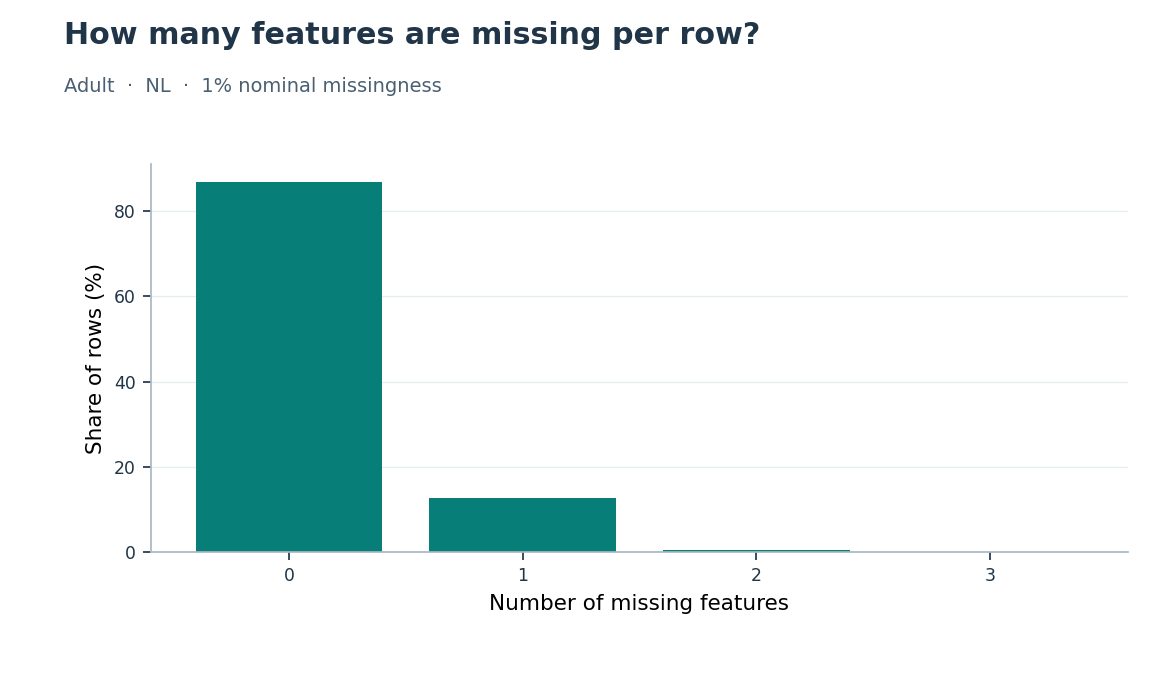 How many features are missing per row?
Adult · NL · 1% nominal missingness
Share of rows (%)
80
60
40
20
0
0 1 2 3
Number of missing features